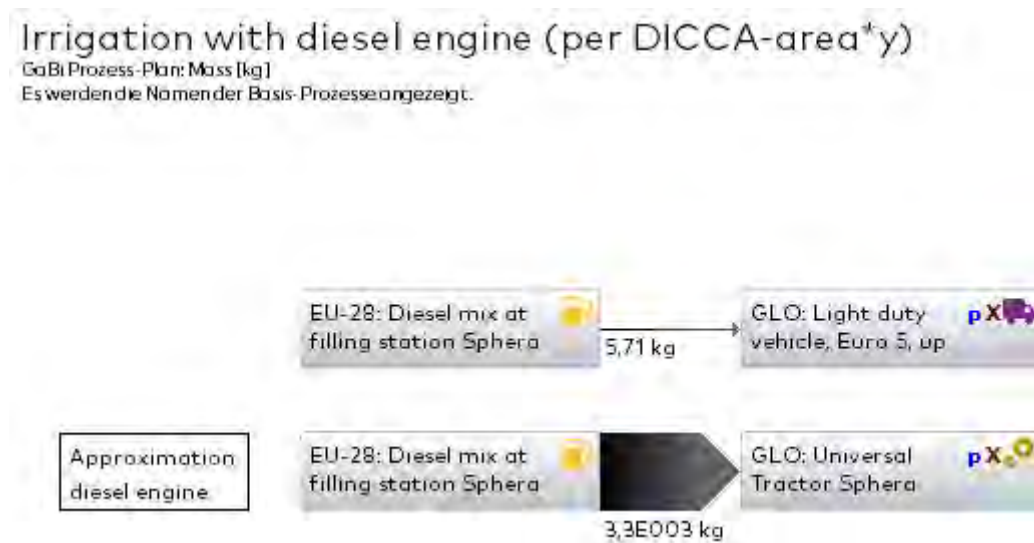 Irrigation with diesel engine (per DICCA-area*y)
GaBi Prozess-Plan: Mass [kg]
Es werden die Namen der Basis-Prozesse angezeigt.
EU-28: Diesel mix at
filling station Sphera
5,71 kg
GLO: Light duty
vehicle, Euro 5, up
pX
Approximation
diesel engine
EU-28: Diesel mix at
filling station Sphera
3,3E003 kg
GLO: Universal
Tractor Sphera
pX